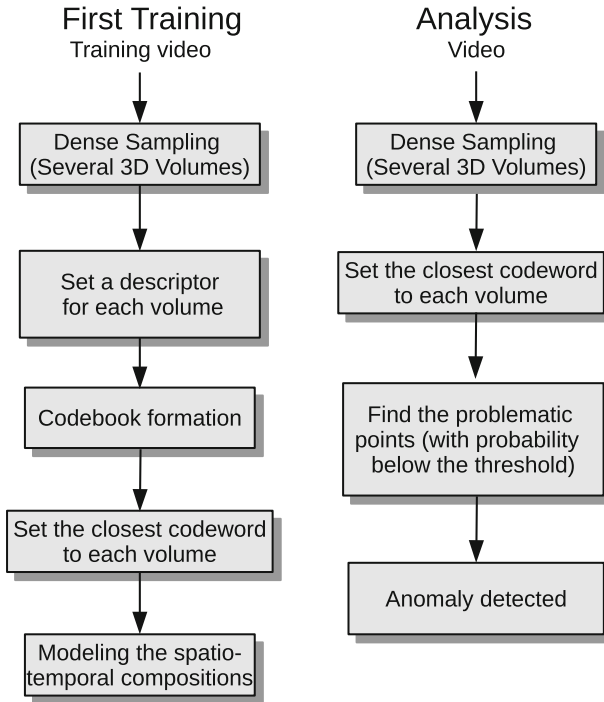 First Training
Training video
Dense Sampling
(Several 3D Volumes)
Set a descriptor
for each volume
Codebook formation
Set the closest codeword
to each volume
Modeling the spatio-
temporal compositions
Analysis
Video
Dense Sampling
(Several 3D Volumes)
Set the closest codeword
to each volume
Find the problematic
points (with probability
below the threshold)
Anomaly detected